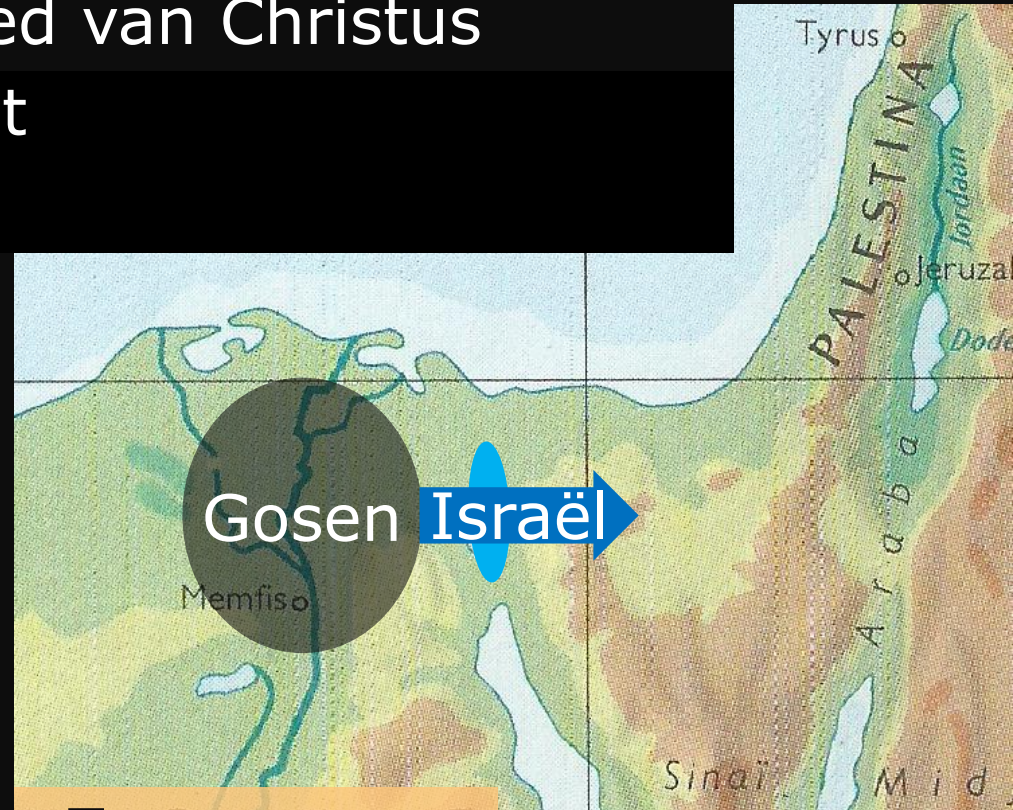 ed van Christus
t
Tyrus
PALESTINA
Jordaan
Jeruzal
Dode
Gosen
Israël
Araba
Memfis
Sinaï
Mid